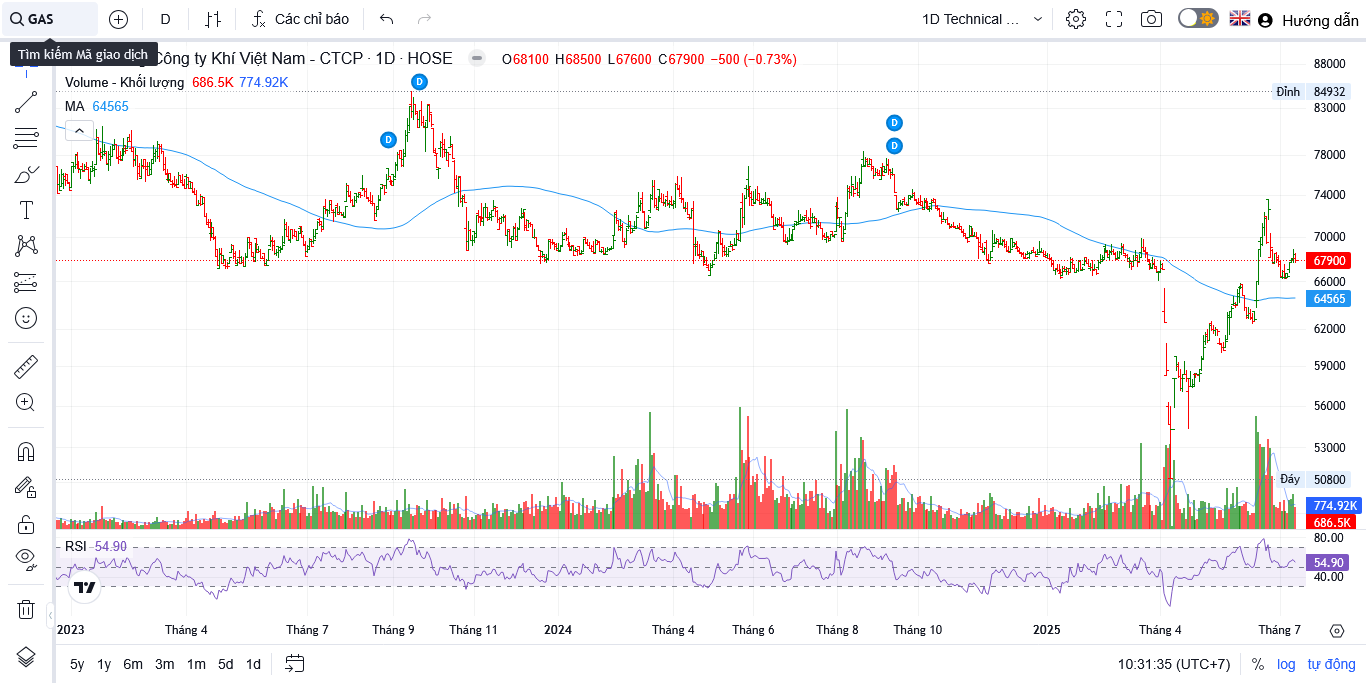 GAS D Các chỉ báo 1D Technical ... Hướng dẫn
Tìm kiếm Mã giao dịch
Công ty Khí Việt Nam - CTCP · 1D · HOSE O68100 H68500 L67600 C67900 −500 (−0.73%)
Volume - Khối lượng 686.5K 774.92K
MA 64565
D
D
D
D
88000
Đỉnh 84932
83000
78000
74000
70000
67900
66000
64565
62000
59000
56000
53000
Đáy 50800
774.92K
686.5K
RSI 54.90
80.00
54.90
40.00
2023 Tháng 4 Tháng 7 Tháng 9 Tháng 11 2024 Tháng 4 Tháng 6 Tháng 8 Tháng 10 2025 Tháng 4 Tháng 7
5y 1y 6m 3m 1m 5d 1d 10:31:35 (UTC+7) % log tự động